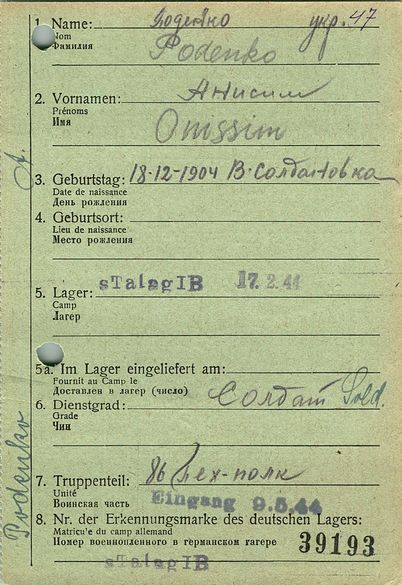 1. Name: Роденко укр. 47
Nom
Фамилия
Podenko
2. Vornamen: Анисим
Prénoms
Имя
Onissim
3. Geburtstag: 18-12-1904 В-Солдатовка
Date de naissance
День рождения
4. Geburtsort:
Lieu de naissance
Место рождения
5. Lager: sTalagIB 17. 2. 44
Camp
Лагерь
5a. Im Lager eingeliefert am:
Fournit au Camp le
Доставлен в лагерь (число)
6. Dienstgrad: Солдат Sold.
Grade
Чин
7. Truppenteil: 86 пех-полк
Unité
Воинская часть
Eingang 9.5.44
8. Nr. der Erkennungsmarke des deutschen Lagers:
Matricu'e du camp allemand
Номер военнопленного в германском лагере
39193
sTalagIB
Podenko A.